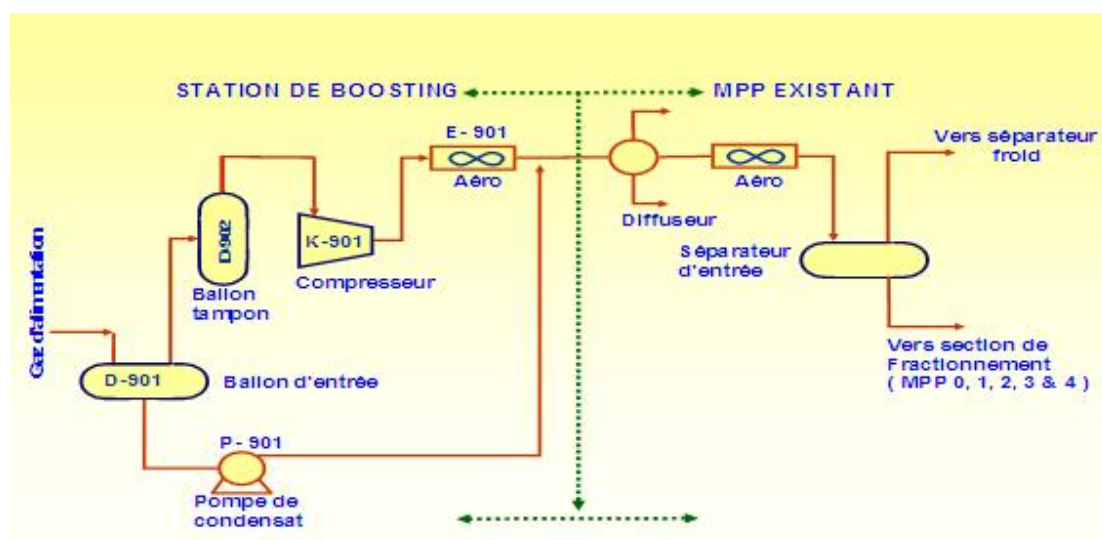 STATION DE BOOSTING
MPP EXISTANT
E- 901
Aéro
Aéro
Vers séparateur
froid
D-902
K-901
Diffuseur
Séparateur
d'entrée
Ballon
tampon
Compresseur
Gaz d'alimentation
D-901
Ballon d'entrée
Vers section de
Fractionnement
( MPP 0, 1, 2, 3 & 4 )
P- 901
Pompe de
condensat